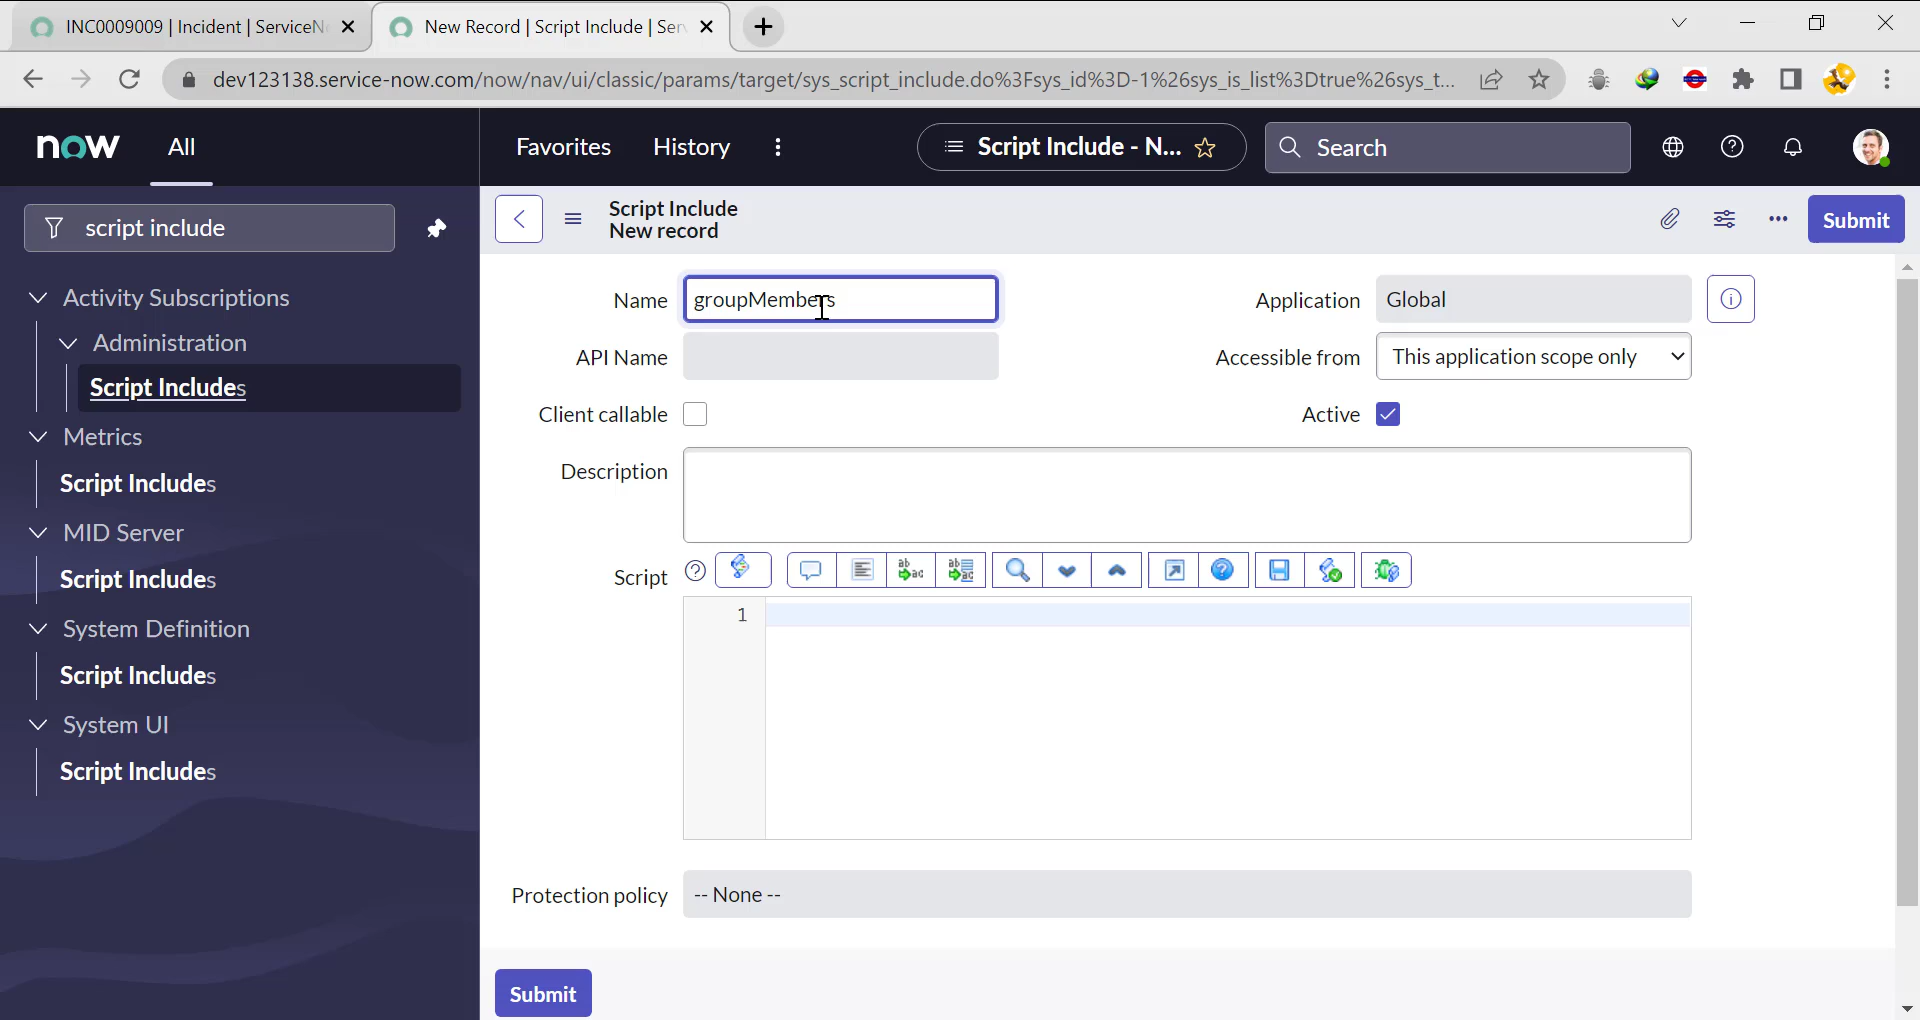 INC0009009 | Incident | ServiceN
New Record | Script Include | Ser
dev123138.service-now.com/now/nav/ui/classic/params/target/sys_script_include.do%3Fsys_id%3D-1%26sys_is_list%3Dtrue%26sys_t...
now
All
Favorites
History
Script Include - N...
Search
script include
Script Include
New record
Submit
Activity Subscriptions
Administration
Script Includes
Metrics
Script Includes
MID Server
Script Includes
System Definition
Script Includes
System UI
Script Includes
Name
groupMembers
Application
Global
API Name
Accessible from
This application scope only
Client callable
Active
Description
Script
1
Protection policy
-- None --
Submit